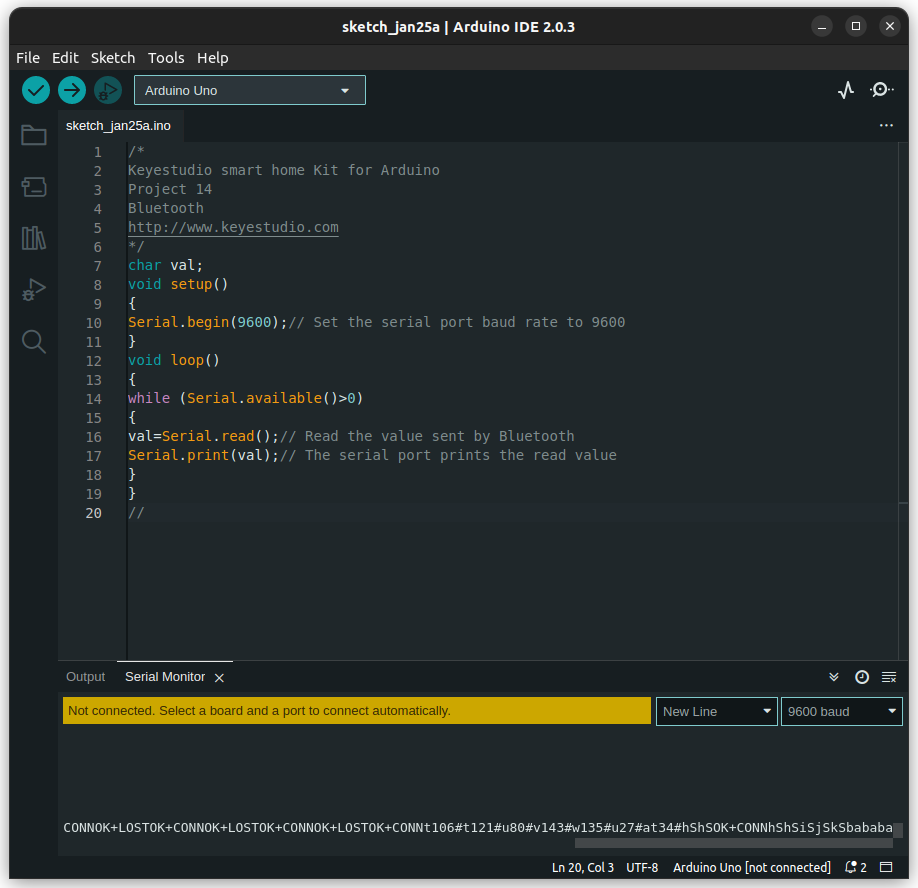 sketch_jan25a | Arduino IDE 2.0.3
File Edit Sketch Tools Help
Arduino Uno
sketch_jan25a.ino
1 /*
2 Keyestudio smart home Kit for Arduino
3 Project 14
4 Bluetooth
5 http://www.keyestudio.com
6 */
7 char val;
8 void setup()
9 {
10 Serial.begin(9600);// Set the serial port baud rate to 9600
11 }
12 void loop()
13 {
14 while (Serial.available()>0)
15 {
16 val=Serial.read();// Read the value sent by Bluetooth
17 Serial.print(val);// The serial port prints the read value
18 }
19 }
20 //
Output Serial Monitor
Not connected. Select a board and a port to connect automatically.
New Line
9600 baud
CONNOK+LOSTOK+CONNOK+LOSTOK+CONNOK+LOSTOK+CONNt106#t121#u80#v143#w135#u27#at34#hShSOK+CONNhShSiSjSkSbababa
Ln 20, Col 3 UTF-8 Arduino Uno [not connected] 2